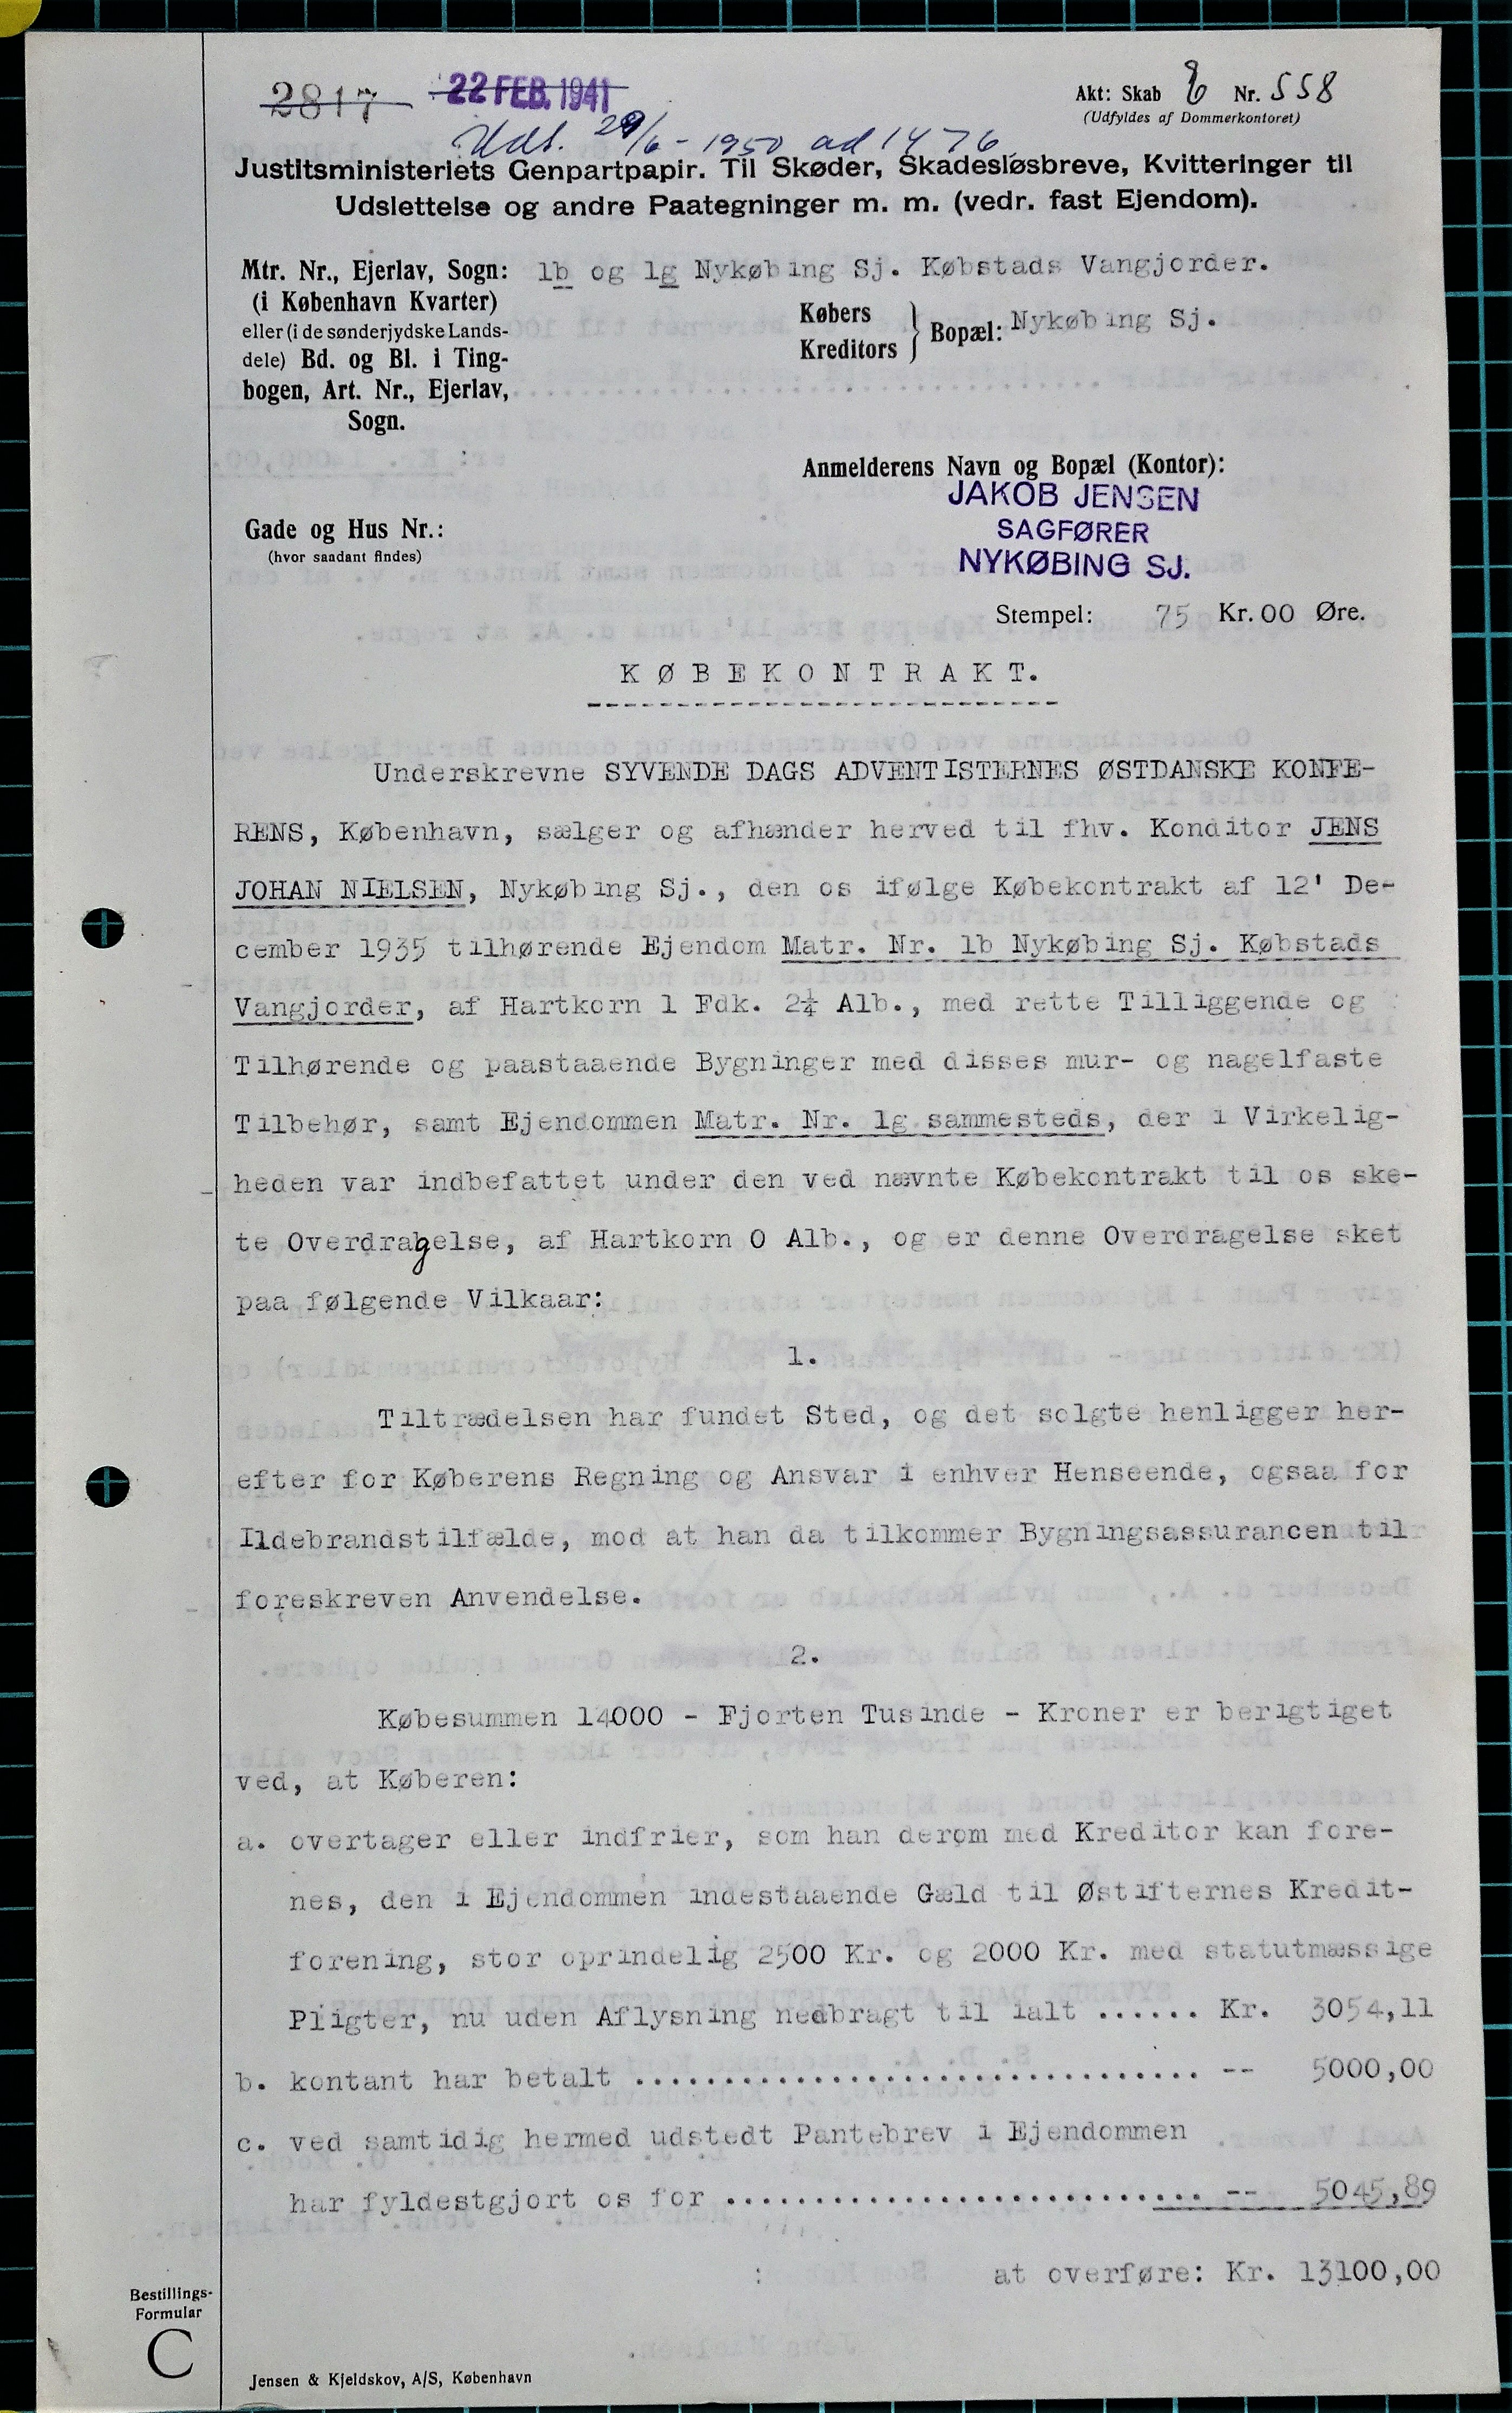 2817 22 FEB. 1941
Akt: Skab 8 Nr. 558
(Udfyldes af Dommerkontoret)
Udl. 29/6 - 1950 ad 1476
Justitsministeriets Genpartpapir. Til Skøder, Skadesløsbreve, Kvitteringer til
Udslettelse og andre Paategninger m. m. (vedr. fast Ejendom).
Mtr. Nr., Ejerlav, Sogn: 1b og 1g Nykøbing Sj. Købstads Vangjorder.
(i København Kvarter)
eller (i de sønderjydske Lands-
dele) Bd. og Bl. i Ting-
bogen, Art. Nr., Ejerlav,
Sogn.
Købers
Kreditors } Bopæl: Nykøbing Sj.
Anmelderens Navn og Bopæl (Kontor):
JAKOB JENSEN
SAGFØRER
NYKØBING SJ.
Gade og Hus Nr.:
(hvor saadant findes)
Stempel: 75 Kr. 00 Øre.
KØBEKONTRAKT.
Underskrevne SYVENDE DAGS ADVENTISTERNES ØSTDANSKE KONFE-
RENS, København, sælger og afhænder herved til fhv. Konditor JENS
JOHAN NIELSEN, Nykøbing Sj., den os ifølge Købekontrakt af 12' De-
cember 1935 tilhørende Ejendom Matr. Nr. 1b Nykøbing Sj. Købstads
Vangjorder, af Hartkorn 1 Fdk. 2¼ Alb., med rette Tilliggende og
Tilhørende og paastaaende Bygninger med disses mur- og nagelfaste
Tilbehør, samt Ejendommen Matr. Nr. 1g sammesteds, der i Virkelig-
heden var indbefattet under den ved nævnte Købekontrakt til os ske-
te Overdragelse, af Hartkorn 0 Alb., og er denne Overdragelse sket
paa følgende Vilkaar:
1.
Tiltrædelsen har fundet Sted, og det solgte henligger her-
efter for Køberens Regning og Ansvar i enhver Henseende, ogsaa for
Ildebrandstilfælde, mod at han da tilkommer Bygningsassurancen til
foreskreven Anvendelse.
2.
Købesummen 14000 - Fjorten Tusinde - Kroner er berigtiget
ved, at Køberen:
a. overtager eller indfrier, som han derom med Kreditor kan fore-
nes, den i Ejendommen indestaaende Gæld til Østifternes Kredit-
forening, stor oprindelig 2500 Kr. og 2000 Kr. med statutmæssige
Pligter, nu uden Aflysning nedbragt til ialt ...... Kr. 3054,11
b. kontant har betalt ................................ -- 5000,00
c. ved samtidig hermed udstedt Pantebrev i Ejendommen
har fyldestgjort os for ........................... -- 5045,89
at overføre: Kr. 13100,00
Bestillings-
Formular
C
Jensen & Kjeldskov, A/S, København